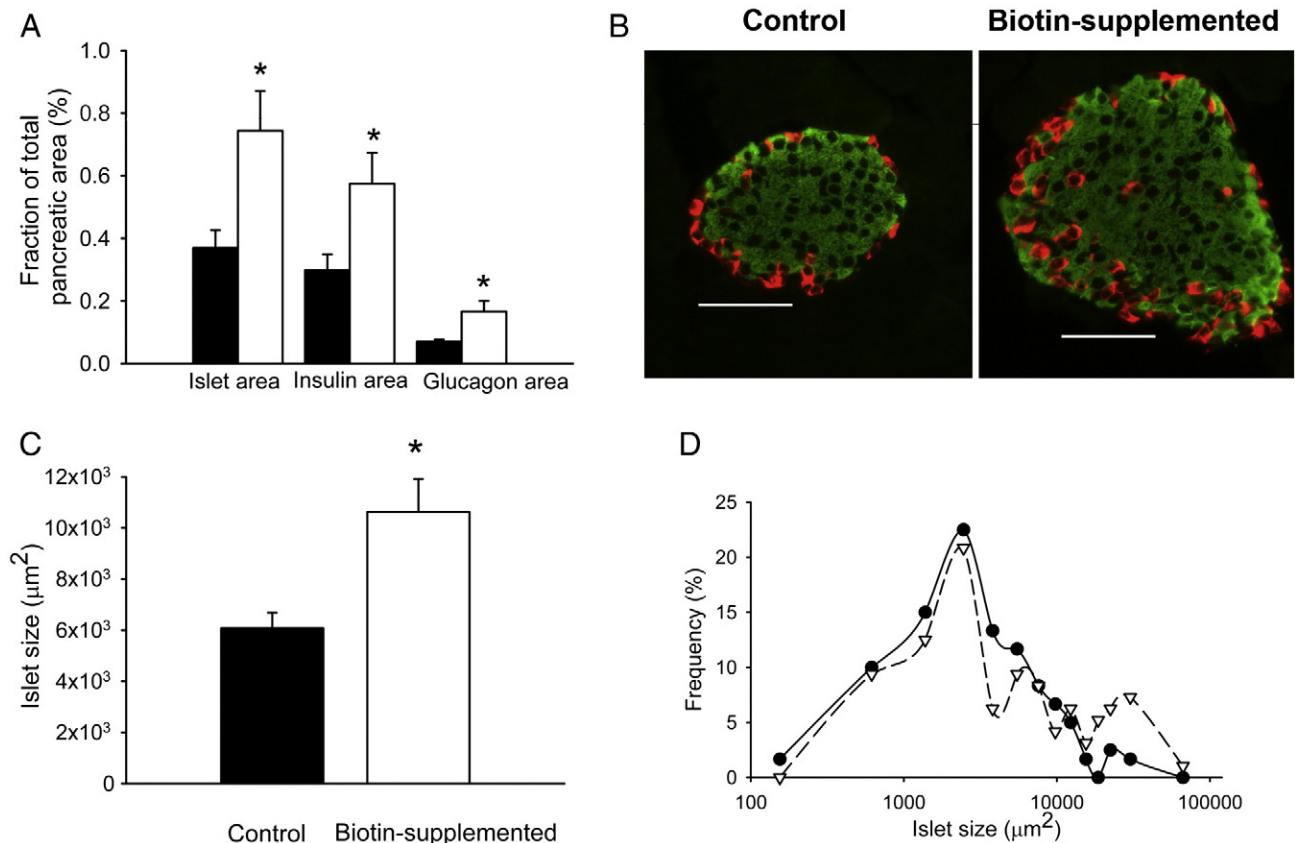 A
Fraction of total
pancreatic area (%)
1.0
0.8
0.6
0.4
0.2
0.0
*
*
*
Islet area
Insulin area
Glucagon area
B
Control
Biotin-supplemented
C
Islet size (μm²)
12x10³
10x10³
8x10³
6x10³
4x10³
2x10³
0
*
Control
Biotin-supplemented
D
Frequency (%)
25
20
15
10
5
0
100
1000
10000
100000
Islet size (μm²)